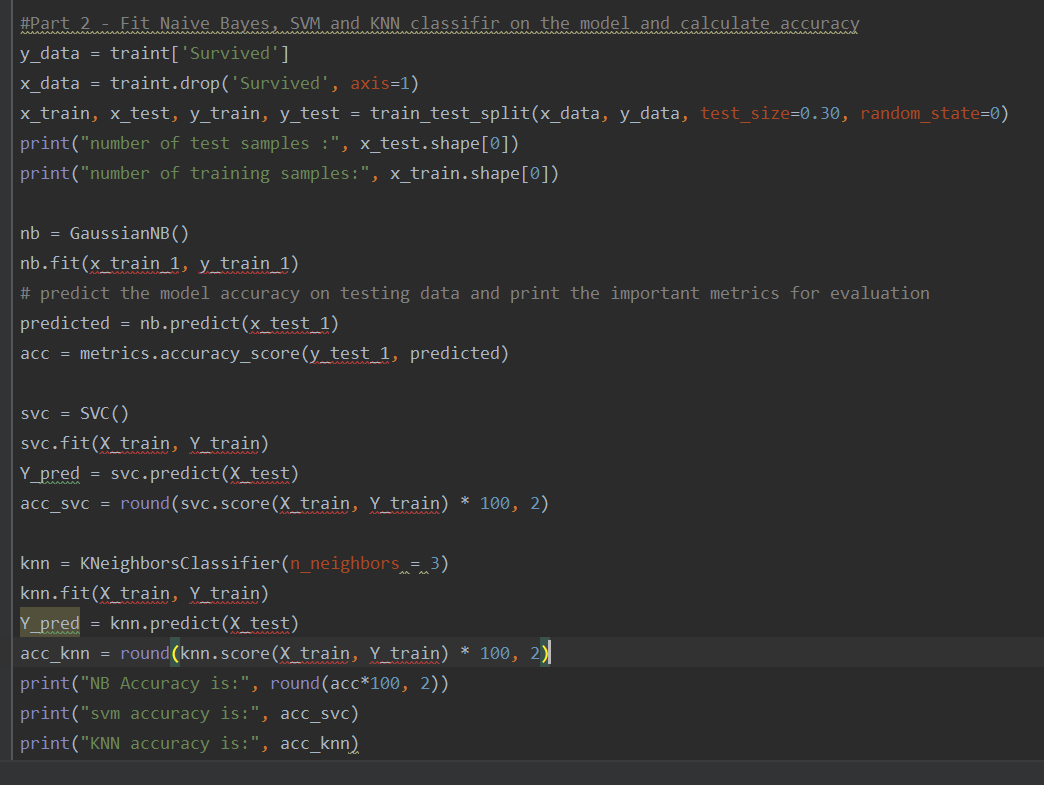 #Part 2 - Fit Naive Bayes, SVM and KNN classifir on the model and calculate accuracy
y_data = traint['Survived']
x_data = traint.drop('Survived', axis=1)
x_train, x_test, y_train, y_test = train_test_split(x_data, y_data, test_size=0.30, random_state=0)
print("number of test samples :", x_test.shape[0])
print("number of training samples:", x_train.shape[0])
nb = GaussianNB()
nb.fit(x_train_1, y_train_1)
# predict the model accuracy on testing data and print the important metrics for evaluation
predicted = nb.predict(x_test_1)
acc = metrics.accuracy_score(y_test_1, predicted)
svc = SVC()
svc.fit(X_train, Y_train)
Y_pred = svc.predict(X_test)
acc_svc = round(svc.score(X_train, Y_train) * 100, 2)
knn = KNeighborsClassifier(n_neighbors = 3)
knn.fit(X_train, Y_train)
Y_pred = knn.predict(X_test)
acc_knn = round(knn.score(X_train, Y_train) * 100, 2)
print("NB Accuracy is:", round(acc*100, 2))
print("svm accuracy is:", acc_svc)
print("KNN accuracy is:", acc_knn)